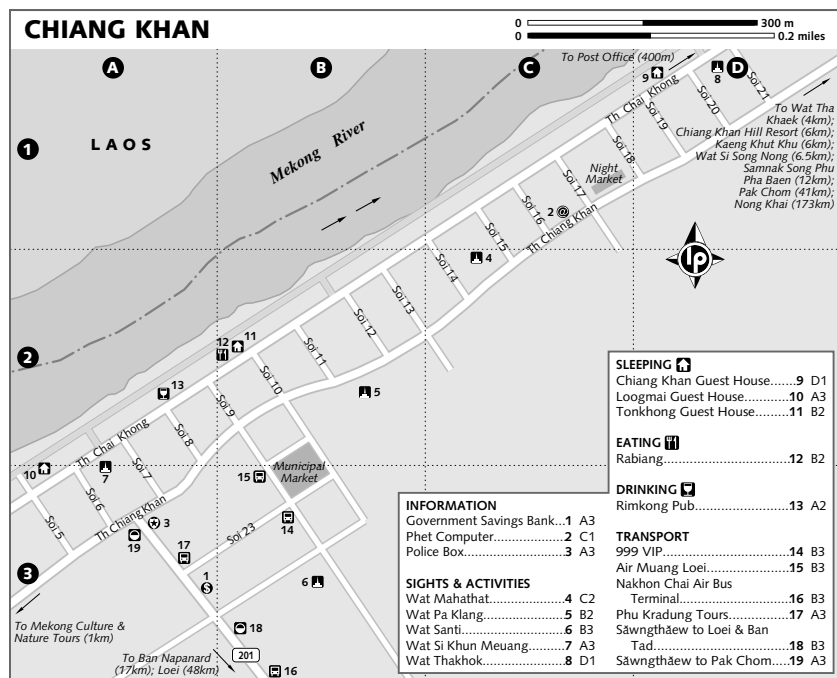 CHIANG KHAN
0 300 m
0 0.2 miles
A B C D
1
2
3
To Post Office (400m)
9
8
LAOS
Mekong River
Th Chai Khong
Soi 21
Soi 20
Soi 19
Soi 18
Night
Market
Soi 17
Soi 16
Soi 15
Soi 14
Soi 13
Soi 12
Soi 11
Soi 10
Soi 9
Soi 8
Soi 7
Soi 6
Soi 5
Soi 23
2 @
Th Chiang Khan
To Wat Tha
Khaek (4km);
Chiang Khan Hill Resort (6km)
Kaeng Khut Khu (6km);
Wat Si Song Nong (6.5km);
Samnak Song Phu
Pha Baen (12km);
Pak Chom (41km);
Nong Khai (173km)
lp
4
12
11
5
13
Th Chai Khong
10
7
15
Municipal
Market
Th Chiang Khan
3
19
14
17
1
$
6
18
201
16
To Mekong Culture &
Nature Tours (1km)
To Ban Napanard
(17km); Loei (48km)
INFORMATION
Government Savings Bank...1 A3
Phet Computer...2 C1
Police Box...3 A3
SIGHTS & ACTIVITIES
Wat Mahathat...4 C2
Wat Pa Klang...5 B2
Wat Santi...6 B3
Wat Si Khun Meuang...7 A3
Wat Thakhok...8 D1
SLEEPING
Chiang Khan Guest House...9 D1
Loogmai Guest House...10 A3
Tonkhong Guest House...11 B2
EATING
Rabiang...12 B2
DRINKING
Rimkong Pub...13 A2
TRANSPORT
999 VIP...14 B3
Air Muang Loei...15 B3
Nakhon Chai Air Bus
Terminal...16 B3
Phu Kradung Tours...17 A3
Săwngthăew to Loei & Ban
Tad...18 B3
Săwngthăew to Pak Chom...19 A3